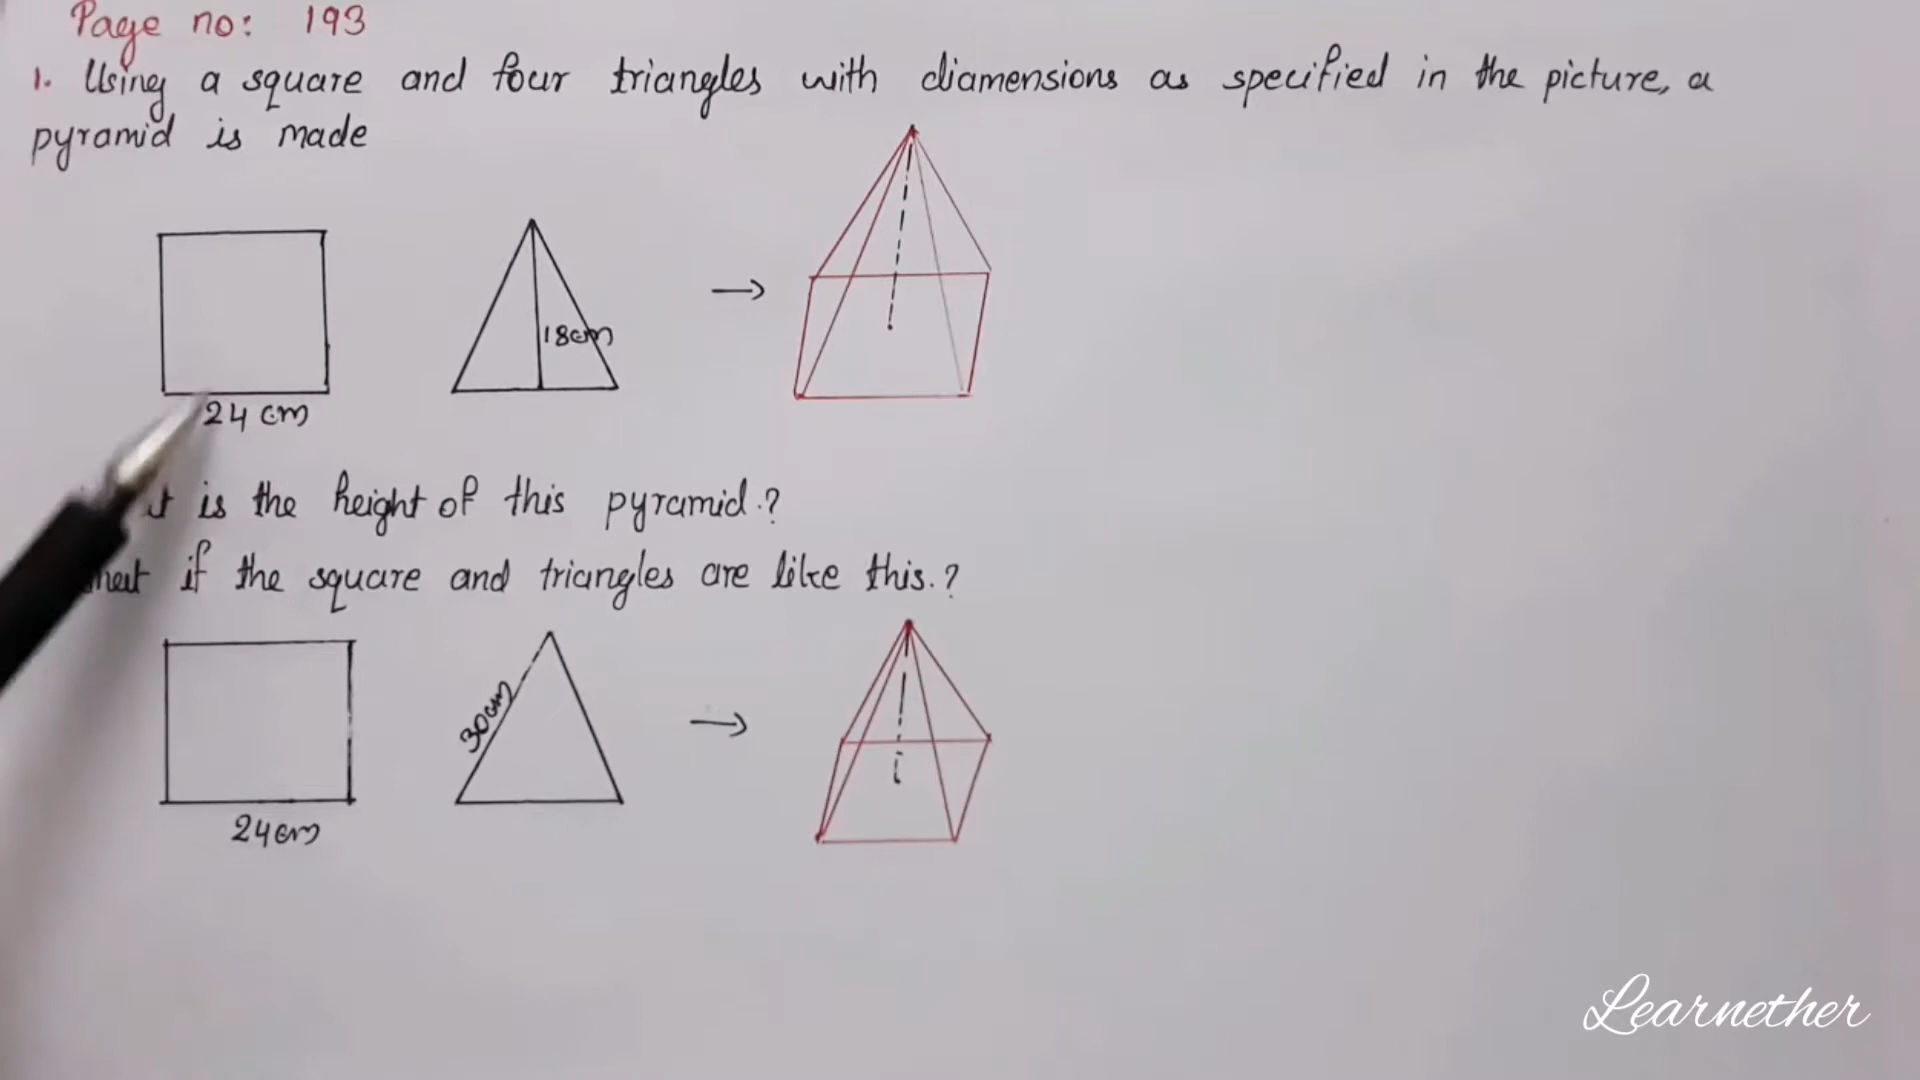 Page no: 193
1. Using a square and four triangles with diamensions as specified in the picture, a
pyramid is made
18cm
24 cm
is the height of this pyramid.?
if the square and triangles are like this.?
30cm
24cm
Learnether